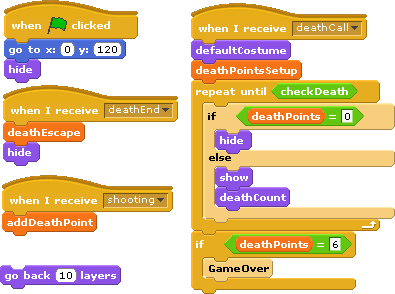 when clicked
go to x: 0 y: 120
hide
when I receive deathEnd
deathEscape
hide
when I receive shooting
addDeathPoint
go back 10 layers
when I receive deathCall
defaultCostume
deathPointsSetup
repeat until checkDeath
if deathPoints = 0
hide
else
show
deathCount
if deathPoints = 6
GameOver